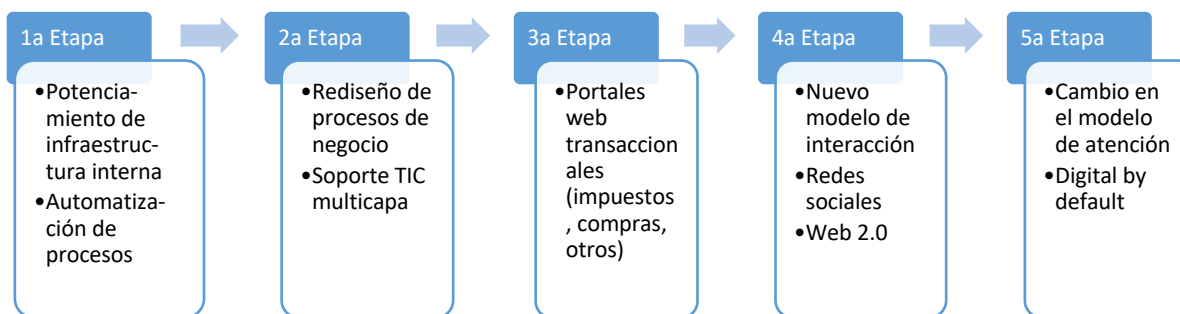 1a Etapa
•Potencia-
miento de
infraestruc-
tura interna
•Automatiza-
ción de
procesos
2a Etapa
•Rediseño de
procesos de
negocio
•Soporte TIC
multicapa
3a Etapa
•Portales
web
transaccion
ales
(impuestos
, compras,
otros)
4a Etapa
•Nuevo
modelo de
interacción
•Redes
sociales
•Web 2.0
5a Etapa
•Cambio en
el modelo
de atención
•Digital by
default